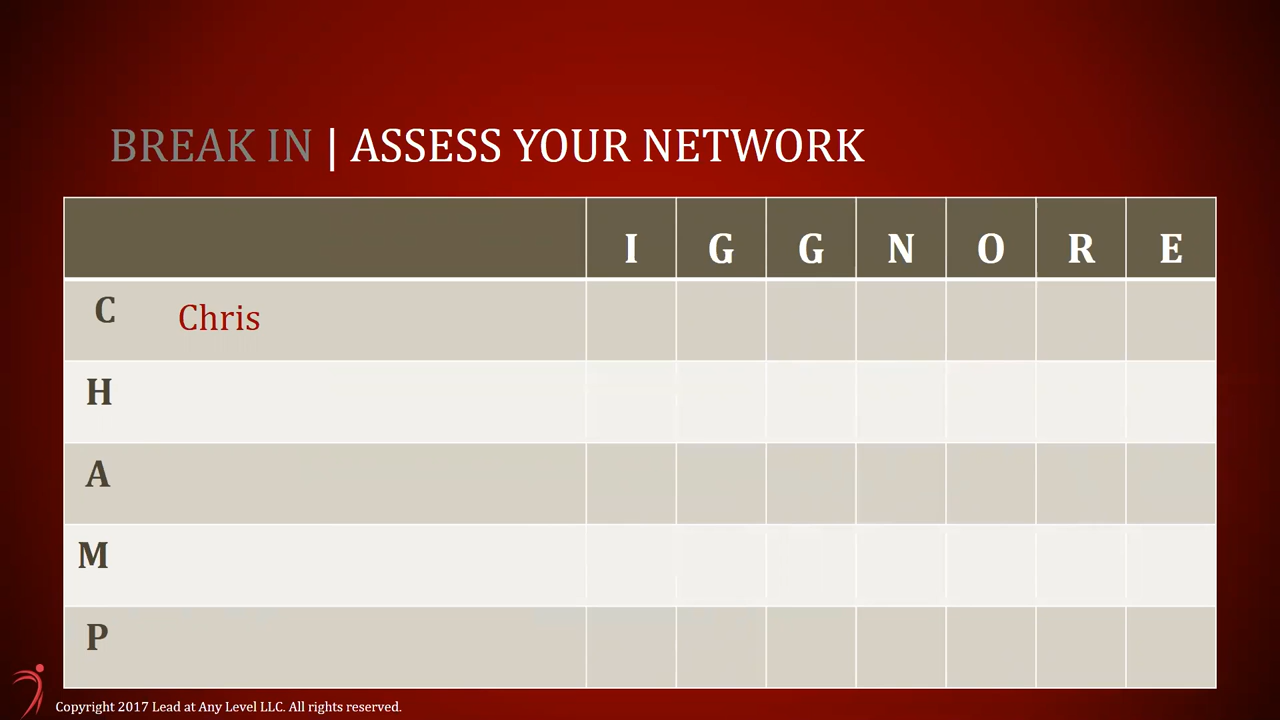 BREAK IN | ASSESS YOUR NETWORK
I G G N O R E
C Chris
H
A
M
P
Copyright 2017 Lead at Any Level LLC. All rights reserved.